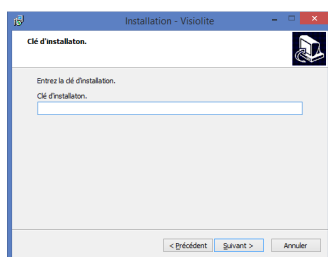 Installation - Visiolite
Clé d'installaton.
Entrez la clé d'installation.
Clé d'installaton.
< Précédent
Suivant >
Annuler